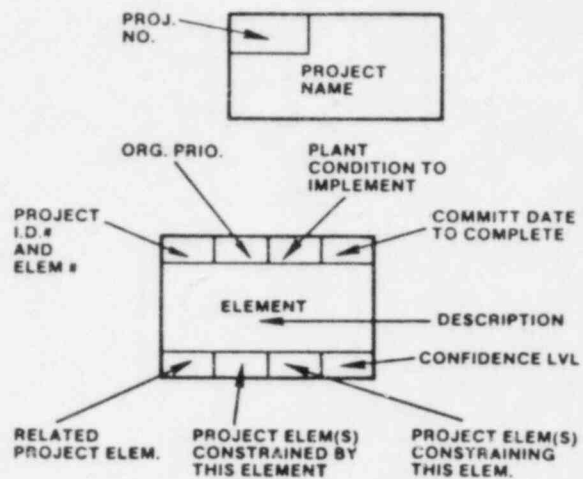 PROJ.
NO.
PROJECT
NAME
ORG. PRIO.
PLANT
CONDITION TO
IMPLEMENT
PROJECT
I.D.#
AND
ELEM #
COMMITT DATE
TO COMPLETE
ELEMENT
DESCRIPTION
CONFIDENCE LVL
RELATED
PROJECT ELEM.
PROJECT ELEM(S)
CONSTRAINED BY
THIS ELEMENT
PROJECT ELEM(S)
CONSTRAINING
THIS ELEM.